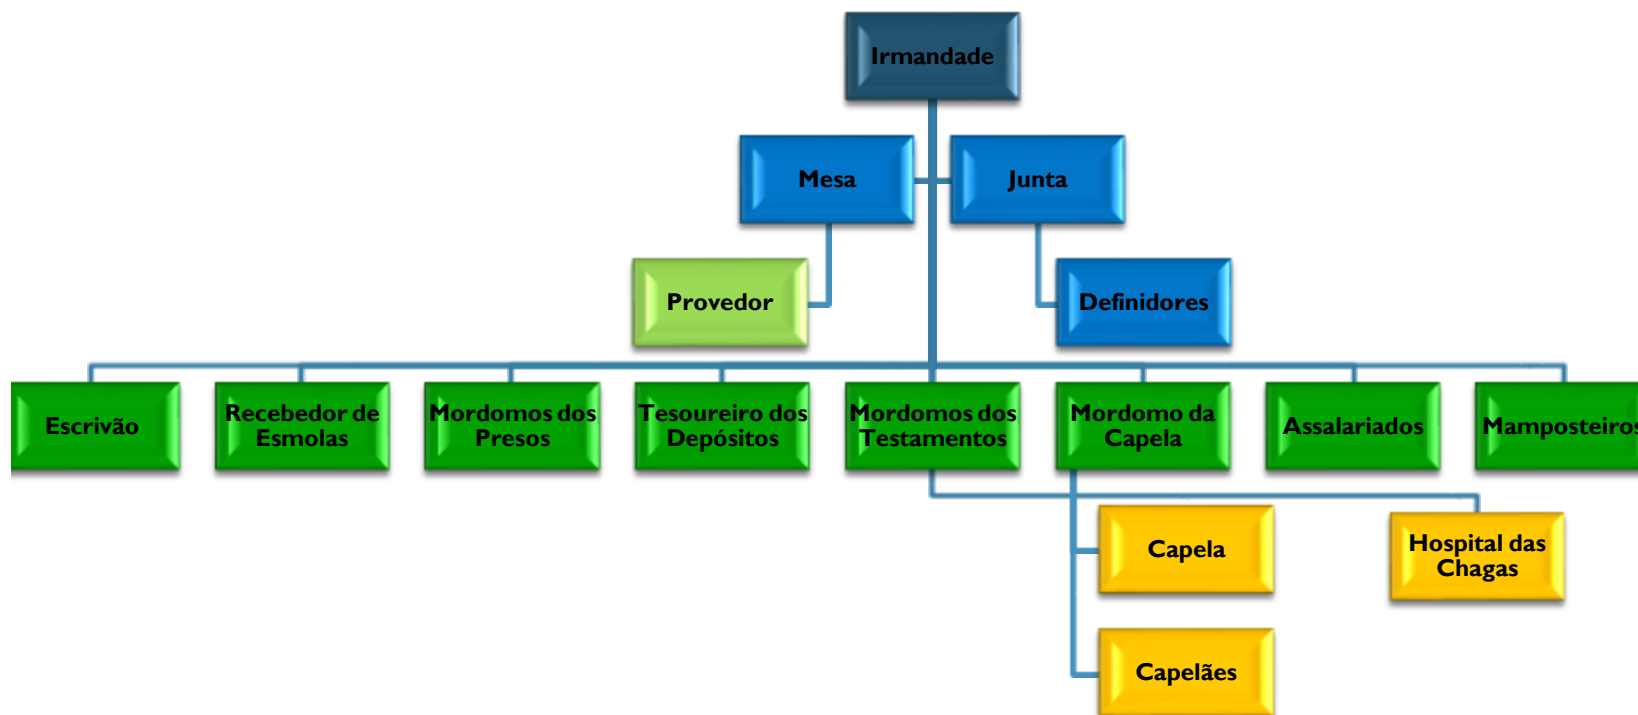 Irmandade
Mesa
Junta
Provedor
Definidores
Escrivão
Recebedor de
Esmolas
Mordomos dos
Presos
Tesoureiro dos
Depósitos
Mordomos dos
Testamentos
Mordomo da
Capela
Assalariados
Mamposteiros
Capela
Hospital das
Chagas
Capelães